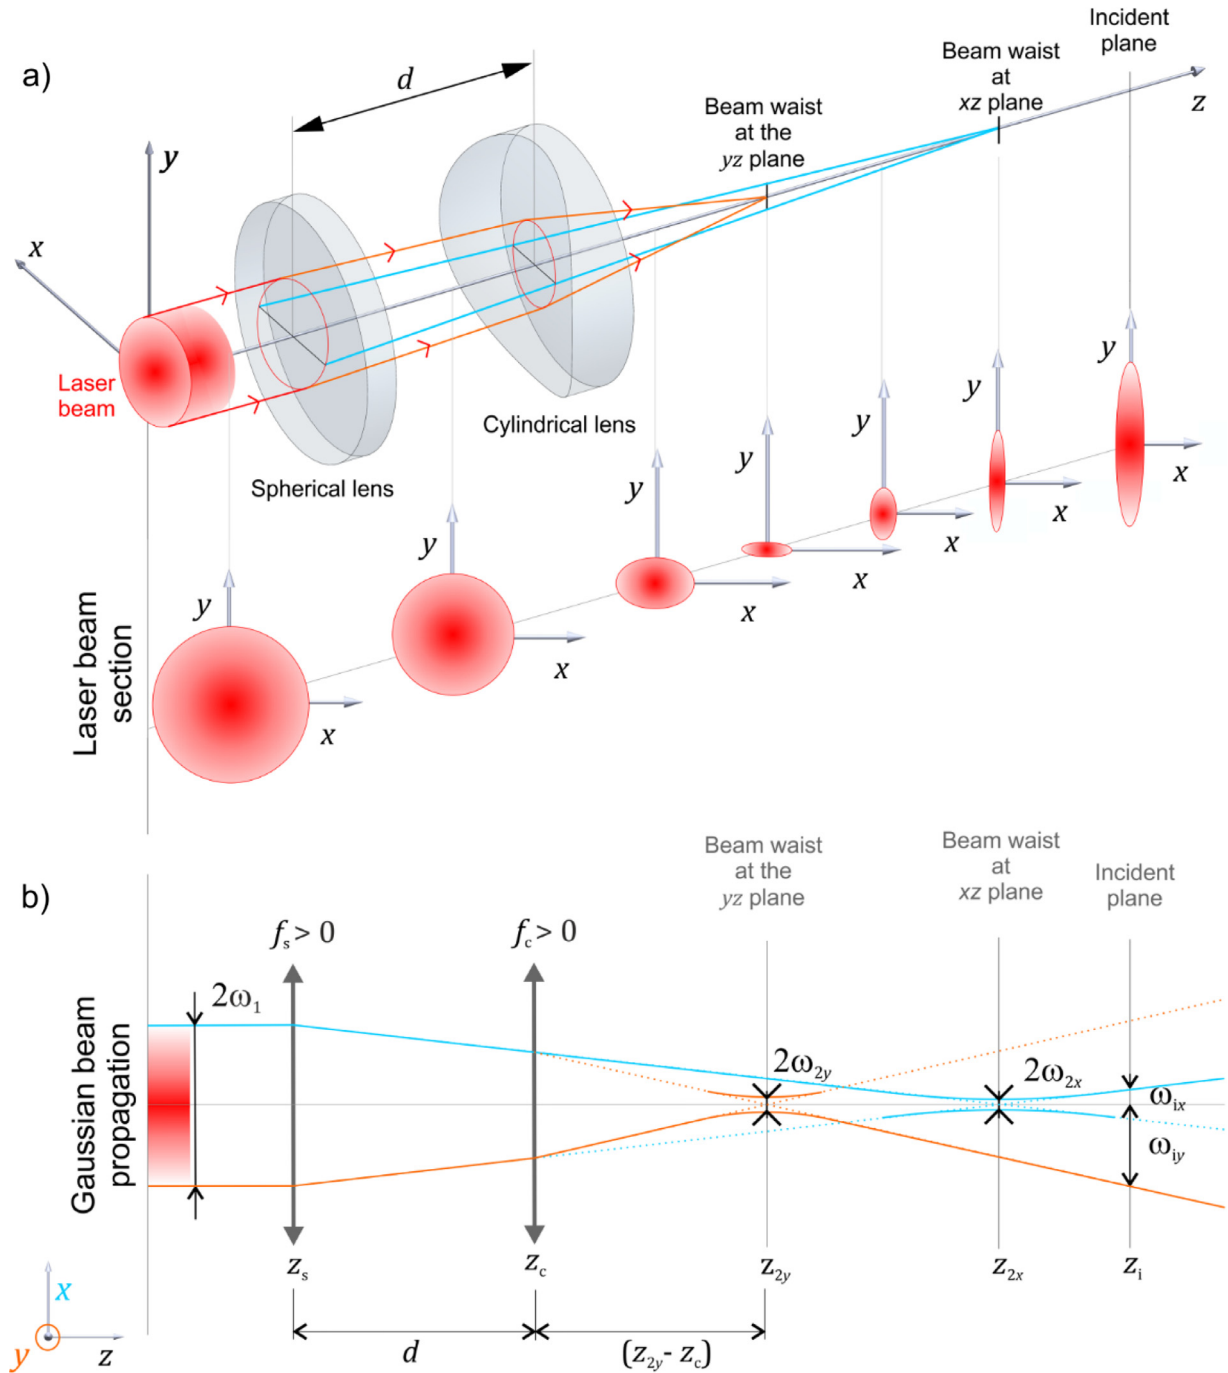 a)
Incident
plane
Beam waist
at
xz plane
Beam waist
at the
yz plane
d
z
y
x
Laser
beam
Spherical lens
Cylindrical lens
Laser beam
section
y
x
y
x
y
x
y
x
y
x
y
x
y
x
b)
Beam waist
at the
yz plane
Beam waist
at
xz plane
Incident
plane
fs > 0
fc > 0
Gaussian beam
propagation
2ω1
2ω2y
2ω2x
ωix
ωiy
zs
zc
z2y
z2x
zi
x
y
z
d
(z2y - zc)